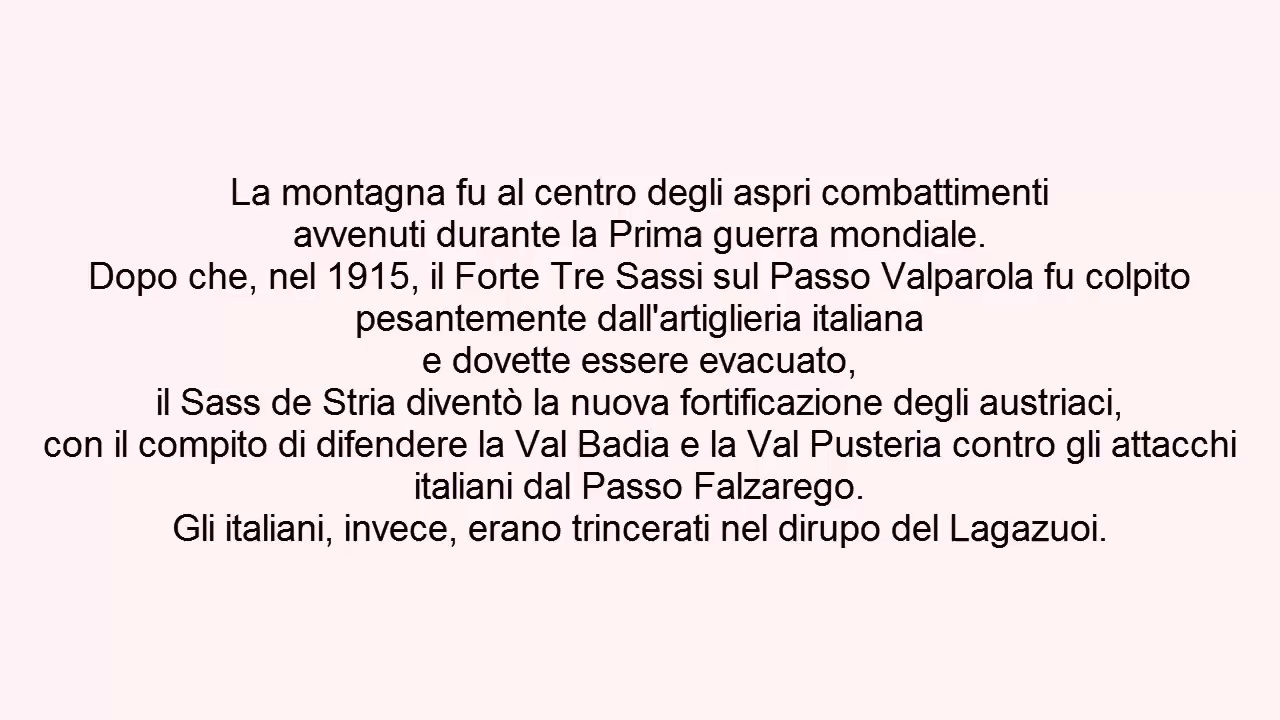 La montagna fu al centro degli aspri combattimenti
avvenuti durante la Prima guerra mondiale.
Dopo che, nel 1915, il Forte Tre Sassi sul Passo Valparola fu colpito
pesantemente dall'artiglieria italiana
e dovette essere evacuato,
il Sass de Stria diventò la nuova fortificazione degli austriaci,
con il compito di difendere la Val Badia e la Val Pusteria contro gli attacchi
italiani dal Passo Falzarego.
Gli italiani, invece, erano trincerati nel dirupo del Lagazuoi.